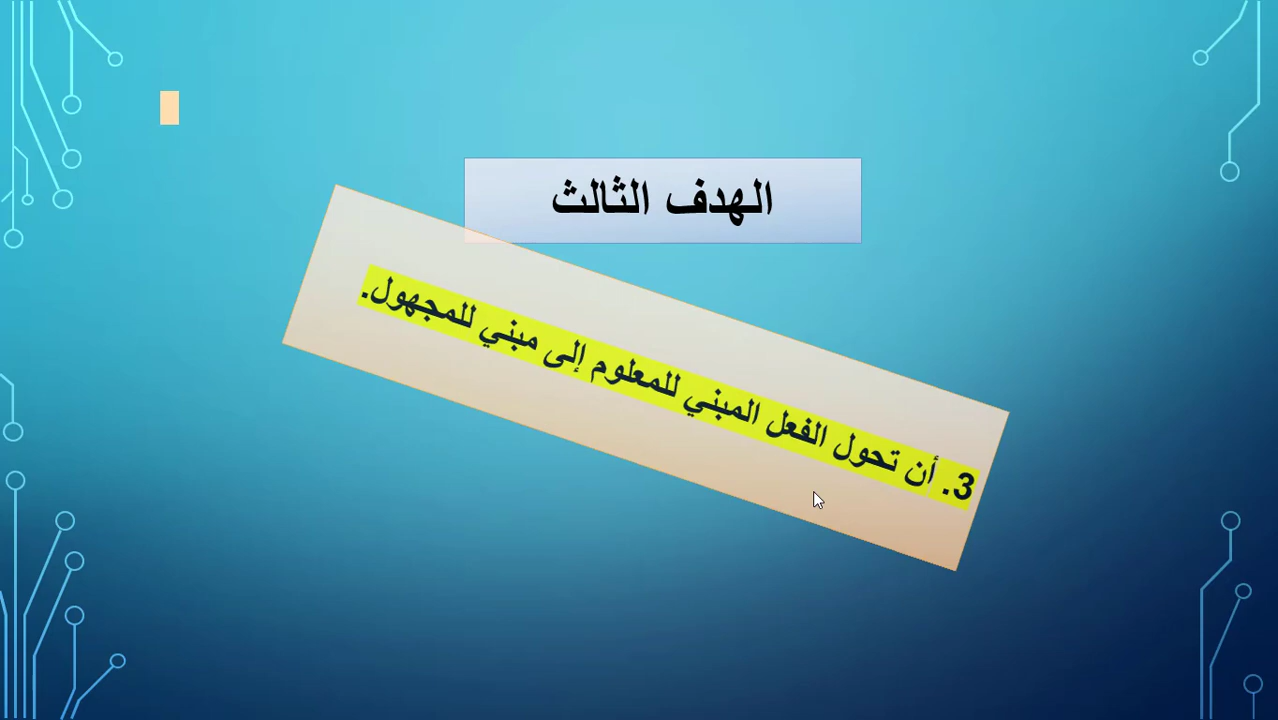 الهدف الثالث
3. أن تحول الفعل المبني للمعلوم إلى مبني للمجهول.